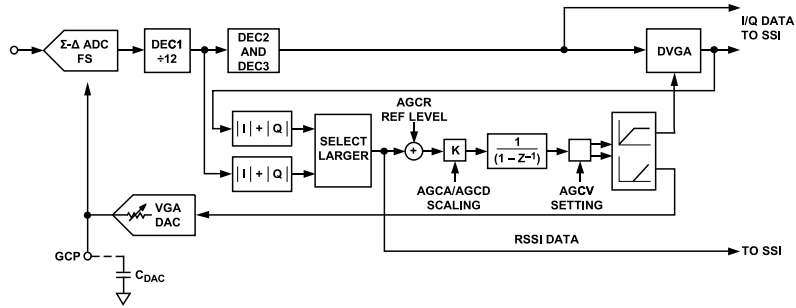 Σ-Δ ADC
FS
DEC1
÷12
DEC2
AND
DEC3
DVGA
I/Q DATA
TO SSI
|I| + |Q|
|I| + |Q|
SELECT
LARGER
AGCR
REF LEVEL
+
K
AGCA/AGCD
SCALING
1
(1 – Z–1)
AGCV
SETTING
VGA
DAC
GCP
CDAC
RSSI DATA
TO SSI